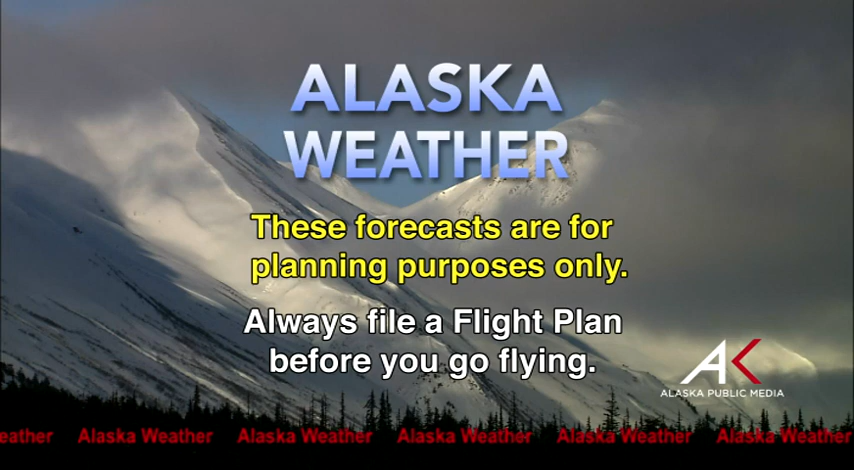 ALASKA
WEATHER
These forecasts are for
planning purposes only.
Always file a Flight Plan
before you go flying.
AK
ALASKA PUBLIC MEDIA
eather Alaska Weather Alaska Weather Alaska Weather Alaska Weather Alaska Weather